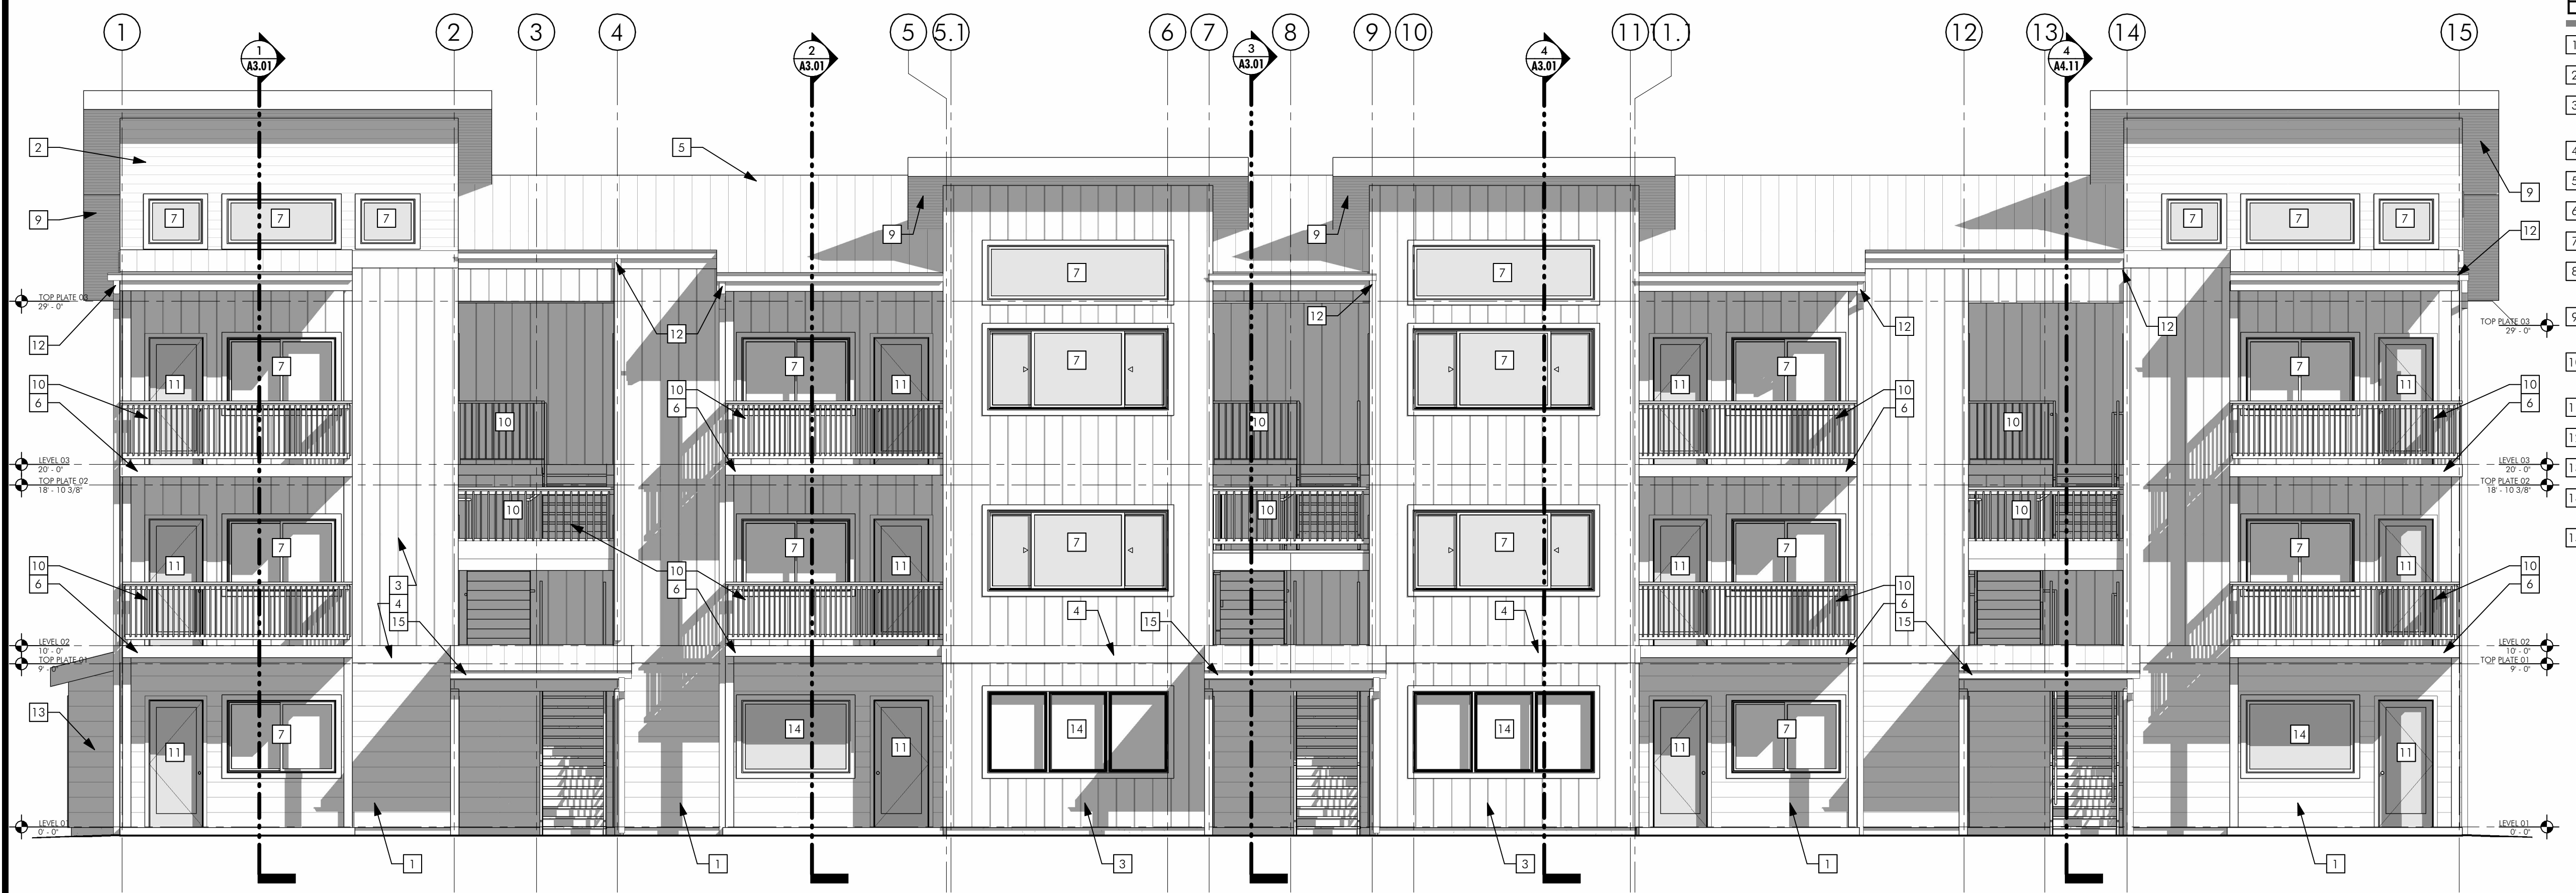 1 2 3 4 5 5.1 6 7 8 9 10 11 12 13 14 15
1 2 3 4 4
A3.01 A3.01 A3.01 A3.01 A4.11
2 5
9 7 7 7 9 7 9 7 7 7 7 9
12
TOP PLATE 03
29' - 0"
TOP PLATE 03
29' - 0"
12 12 12 12 12
11 7 7 11 7 7 11 7 7 11
10 10 10 10
6 6 6 6
10 10 10
LEVEL 03
20' - 0"
TOP PLATE 02
18' - 10 3/8"
LEVEL 03
20' - 0"
TOP PLATE 02
18' - 10 3/8"
10 10 10
11 7 7 11 7 7 11 7 7 11
10 10 10 10
6 6 6 6
3
4 4 4
15 15 15
LEVEL 02
10' - 0"
TOP PLATE 01
9' - 0"
LEVEL 02
10' - 0"
TOP PLATE 01
9' - 0"
13
11 7 14 11 14 14 11 7 14 11
LEVEL 01
0' - 0"
LEVEL 01
0' - 0"
1 1 3 3 1 1